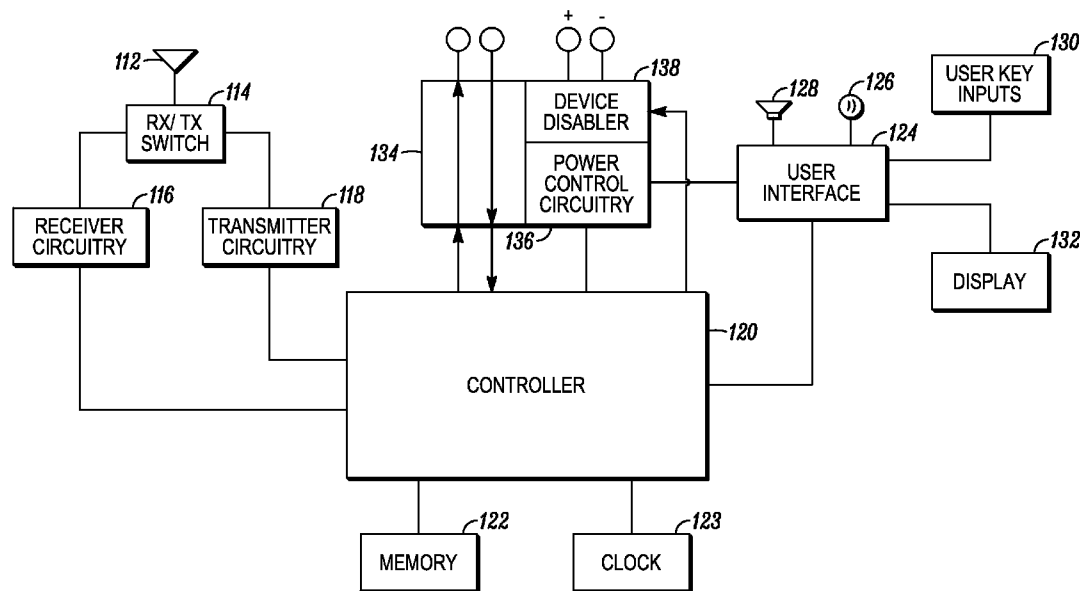 + -
112
114
RX/ TX
SWITCH
116
RECEIVER
CIRCUITRY
118
TRANSMITTER
CIRCUITRY
134
138
DEVICE
DISABLER
POWER
CONTROL
CIRCUITRY
136
128
126
124
USER
INTERFACE
130
USER KEY
INPUTS
132
DISPLAY
120
CONTROLLER
122
MEMORY
123
CLOCK